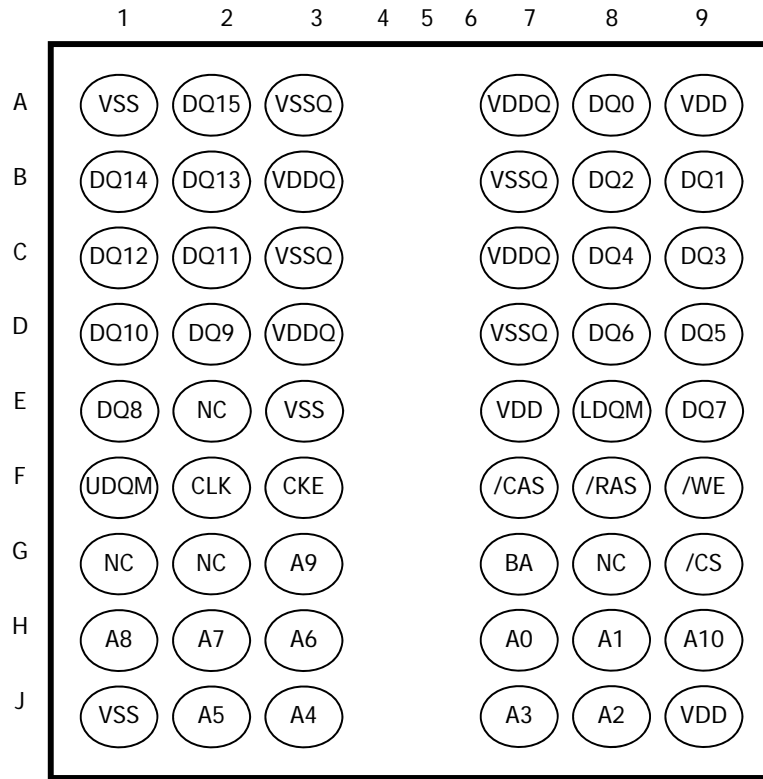 1 2 3 4 5 6 7 8 9
A VSS DQ15 VSSQ VDDQ DQ0 VDD
B DQ14 DQ13 VDDQ VSSQ DQ2 DQ1
C DQ12 DQ11 VSSQ VDDQ DQ4 DQ3
D DQ10 DQ9 VDDQ VSSQ DQ6 DQ5
E DQ8 NC VSS VDD LDQM DQ7
F UDQM CLK CKE /CAS /RAS /WE
G NC NC A9 BA NC /CS
H A8 A7 A6 A0 A1 A10
J VSS A5 A4 A3 A2 VDD